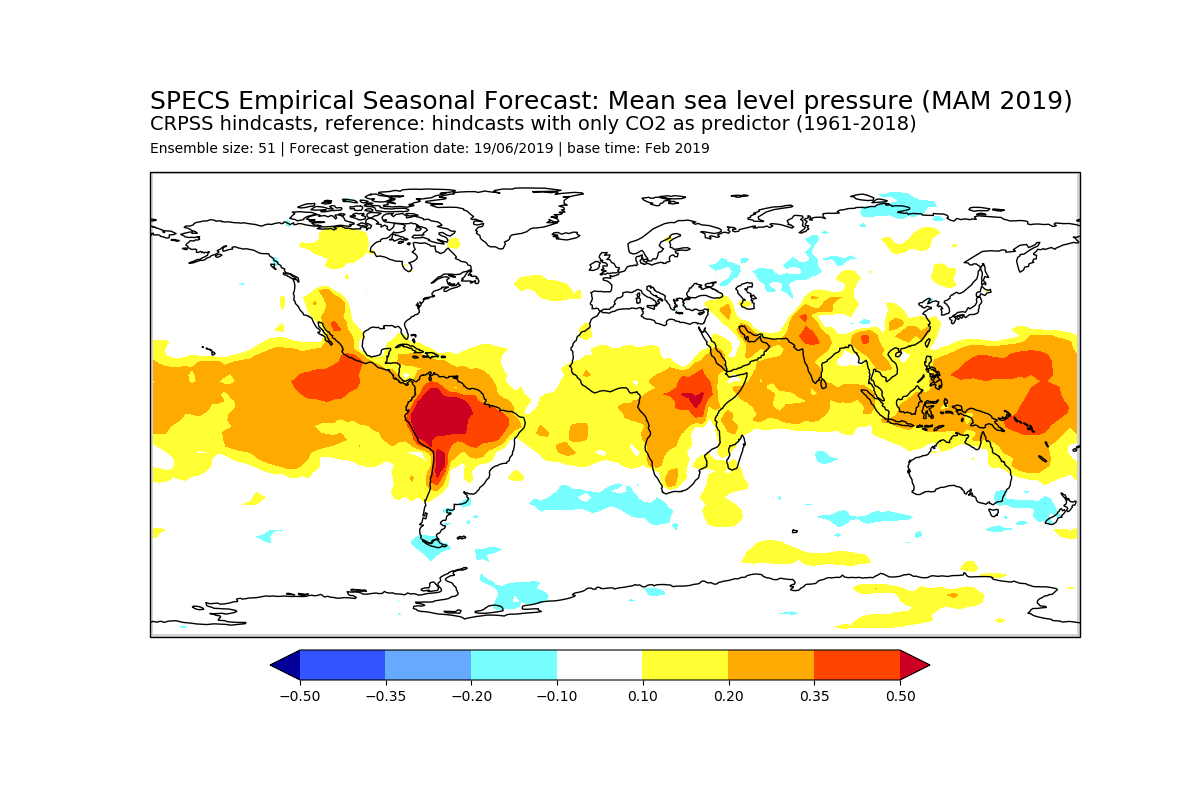 SPECS Empirical Seasonal Forecast: Mean sea level pressure (MAM 2019)
CRPSS hindcasts, reference: hindcasts with only CO2 as predictor (1961-2018)
Ensemble size: 51 | Forecast generation date: 19/06/2019 | base time: Feb 2019
−0.50 −0.35 −0.20 −0.10 0.10 0.20 0.35 0.50